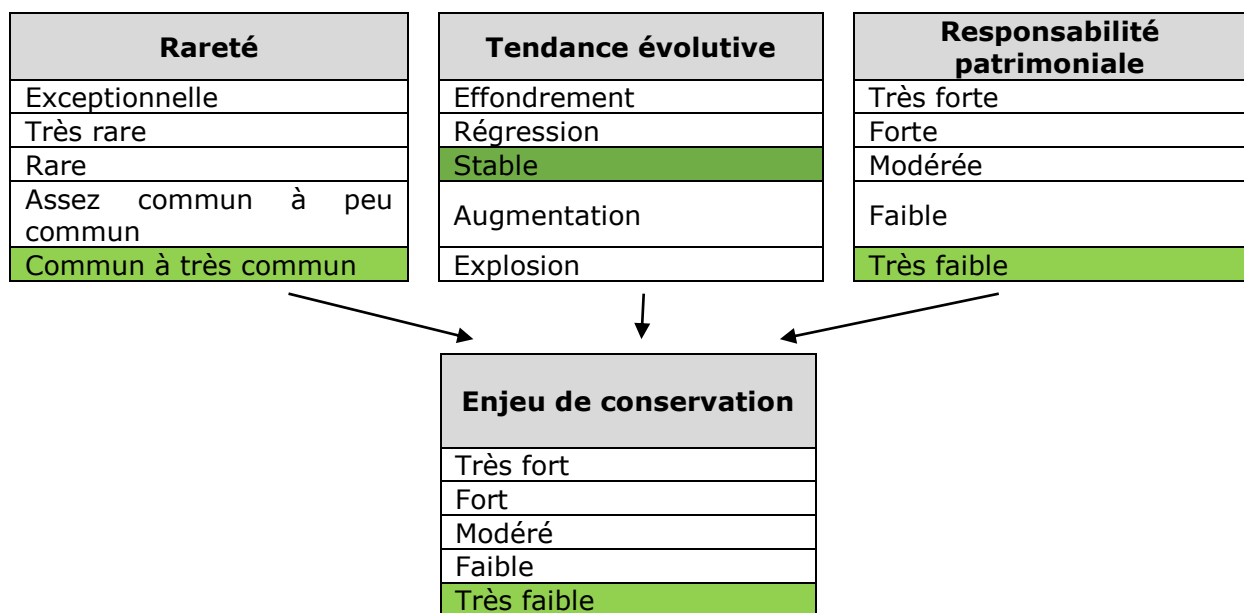 Rareté
Exceptionnelle
Très rare
Rare
Assez commun à peu
commun
Commun à très commun
Tendance évolutive
Effondrement
Régression
Stable
Augmentation
Explosion
Responsabilité
patrimoniale
Très forte
Forte
Modérée
Faible
Très faible
Enjeu de conservation
Très fort
Fort
Modéré
Faible
Très faible